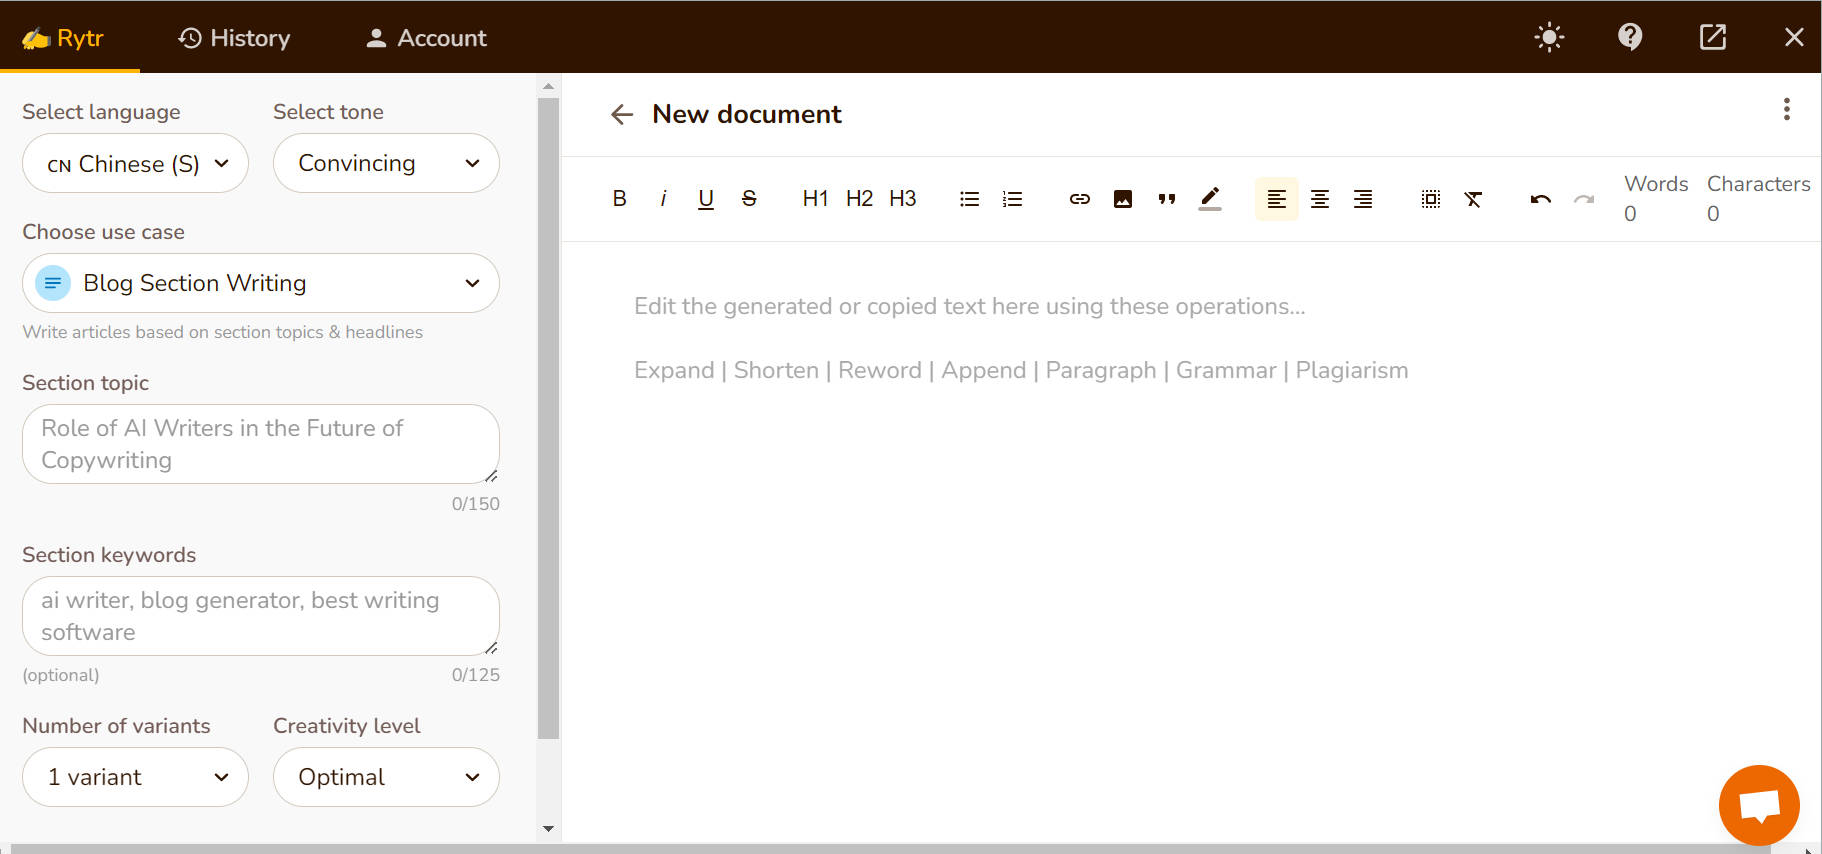 Rytr History Account
Select language Select tone
CN Chinese (S) Convincing
Choose use case
Blog Section Writing
Write articles based on section topics & headlines
Section topic
Role of AI Writers in the Future of
Copywriting
0/150
Section keywords
ai writer, blog generator, best writing
software
(optional) 0/125
Number of variants Creativity level
1 variant Optimal
New document
B i U S H1 H2 H3 Words Characters
0 0
Edit the generated or copied text here using these operations...
Expand | Shorten | Reword | Append | Paragraph | Grammar | Plagiarism